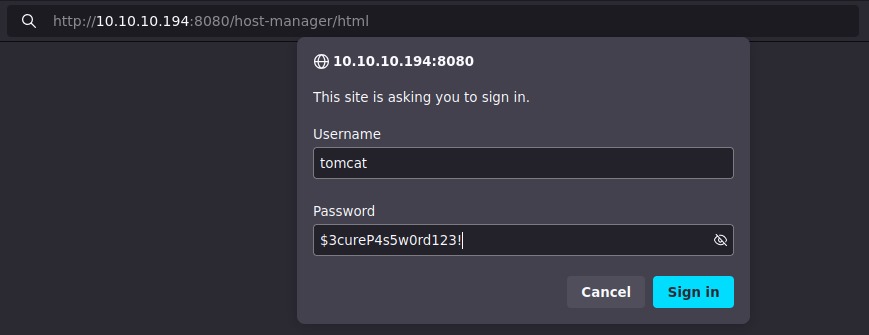 http://10.10.10.194:8080/host-manager/html
10.10.10.194:8080
This site is asking you to sign in.
Username
tomcat
Password
$3cureP4s5w0rd123!
Cancel Sign in